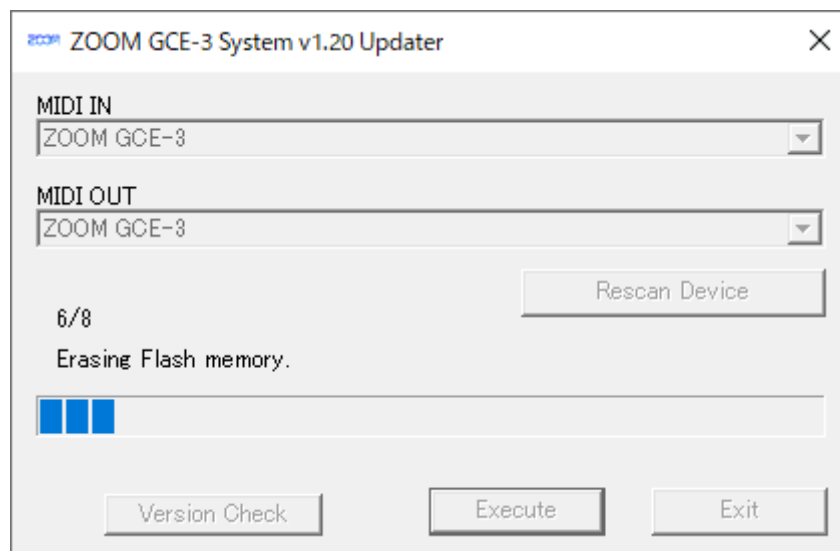 ZOOM ZOOM GCE-3 System v1.20 Updater
MIDI IN
ZOOM GCE-3
MIDI OUT
ZOOM GCE-3
Rescan Device
6/8
Erasing Flash memory.
Version Check Execute Exit